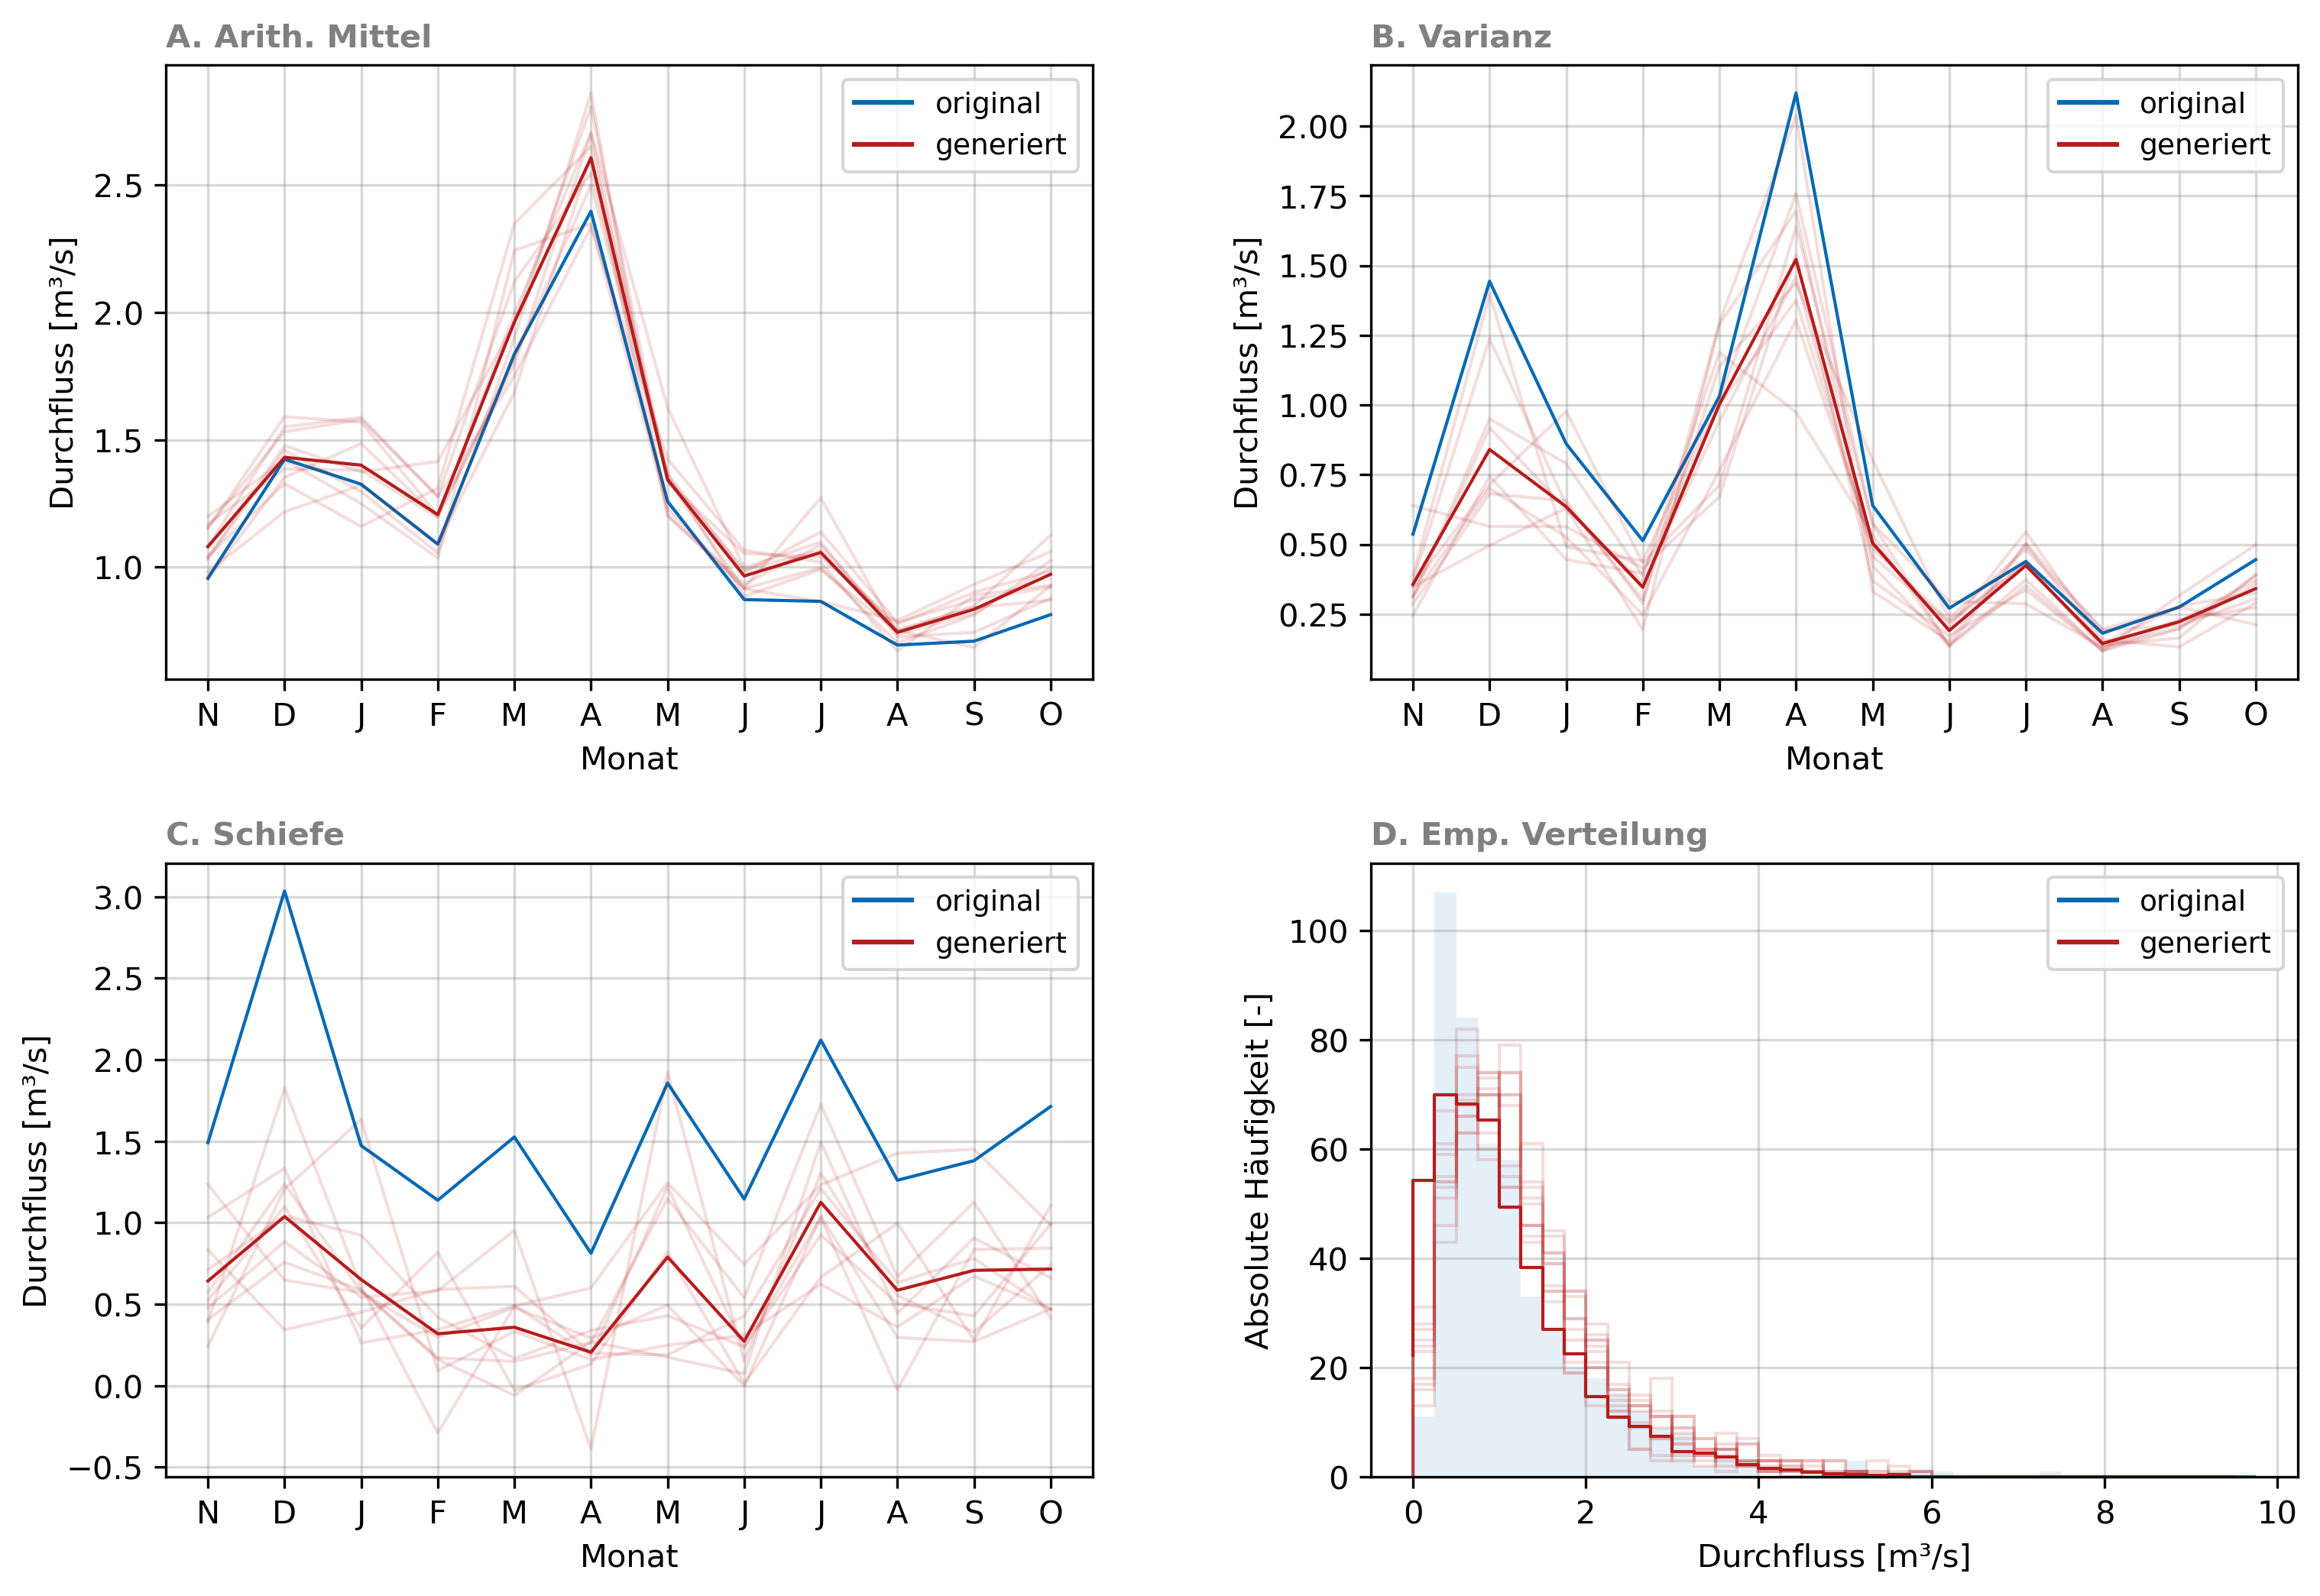 A. Arith. Mittel
original
generiert
2.5
2.0
1.5
1.0
Durchfluss [m³/s]
N D J F M A M J J A S O
Monat
B. Varianz
original
generiert
2.00
1.75
1.50
1.25
1.00
0.75
0.50
0.25
Durchfluss [m³/s]
N D J F M A M J J A S O
Monat
C. Schiefe
original
generiert
3.0
2.5
2.0
1.5
1.0
0.5
0.0
−0.5
Durchfluss [m³/s]
N D J F M A M J J A S O
Monat
D. Emp. Verteilung
original
generiert
100
80
60
40
20
0
Absolute Häufigkeit [-]
0 2 4 6 8 10
Durchfluss [m³/s]